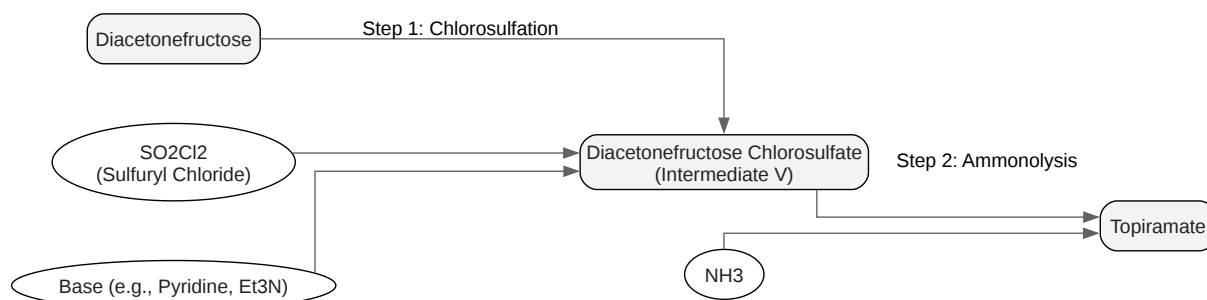 Diacetonefructose
Step 1: Chlorosulfation
SO2Cl2
(Sulfuryl Chloride)
Diacetonefructose Chlorosulfate
(Intermediate V)
Step 2: Ammonolysis
Topiramate
Base (e.g., Pyridine, Et3N)
NH3